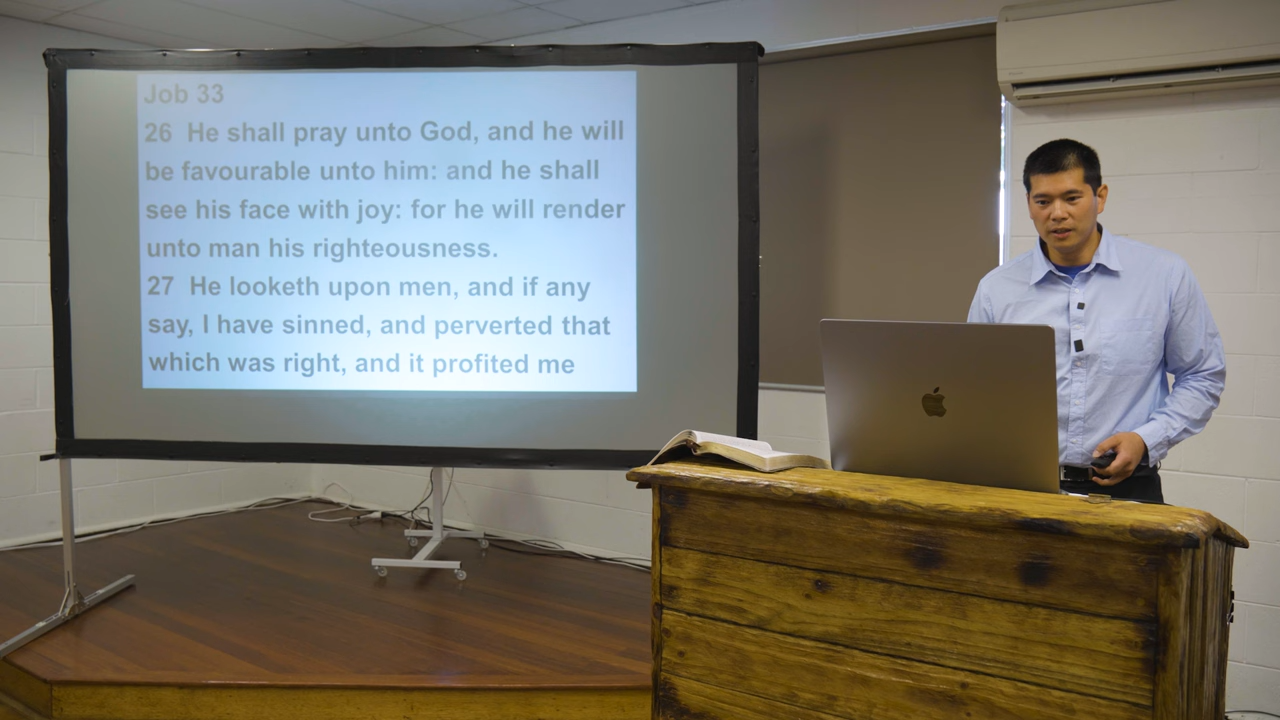 Job 33
26 He shall pray unto God, and he will
be favourable unto him: and he shall
see his face with joy: for he will render
unto man his righteousness.
27 He looketh upon men, and if any
say, I have sinned, and perverted that
which was right, and it profited me